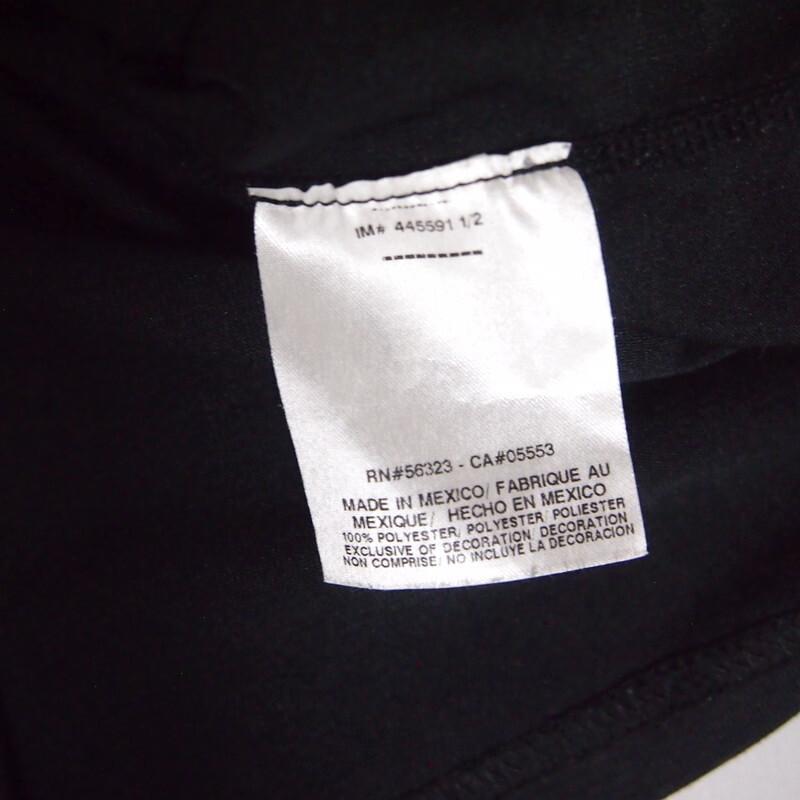 IM# 445591 1/2
RN#56323 - CA#05553
MADE IN MEXICO/ FABRIQUE AU
MEXIQUE/ HECHO EN MEXICO
100% POLYESTER/ POLYESTER/ POLIESTER
EXCLUSIVE OF DECORATION/ DECORATION
NON COMPRISE/ NO INCLUYE LA DECORACION